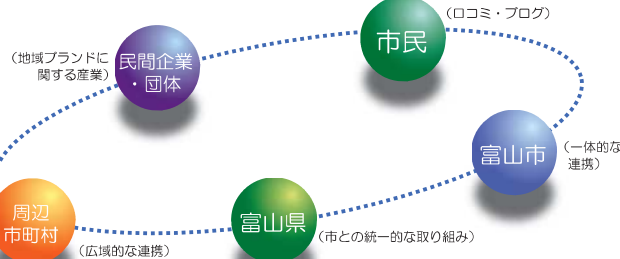 (口コミ・ブログ)
市民
(地域ブランドに
関する産業)
民間企業
・団体
富山市
(一体的な
連携)
周辺
市町村
(広域的な連携)
富山県
(市との統一的な取り組み)